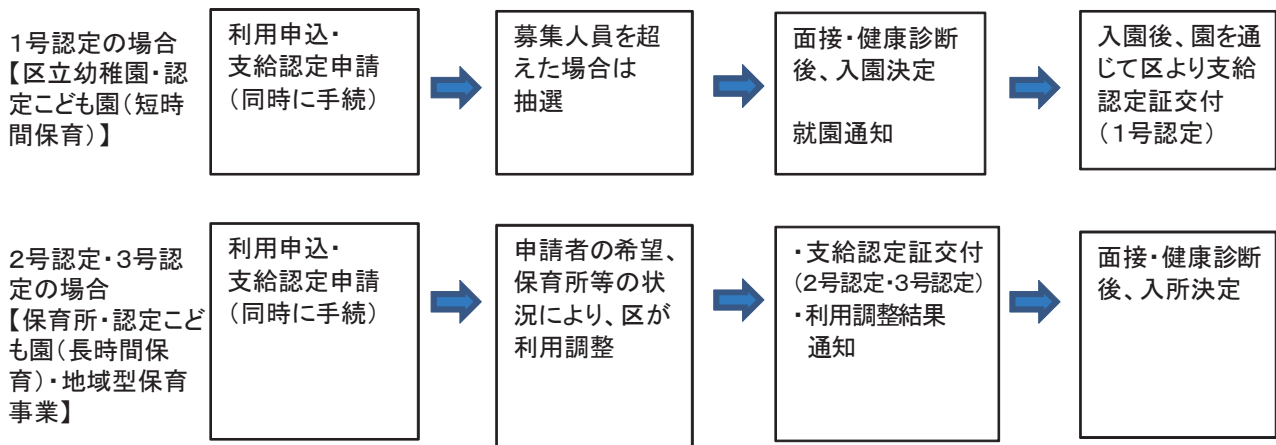 1号認定の場合
【区立幼稚園・認
定こども園(短時
間保育)】
利用申込・
支給認定申請
(同時に手続)
募集人員を超
えた場合は
抽選
面接・健康診断
後、入園決定
就園通知
入園後、園を通
じて区より支給
認定証交付
(1号認定)
2号認定・3号認
定の場合
【保育所・認定こど
も園(長時間保
育)・地域型保育
事業】
利用申込・
支給認定申請
(同時に手続)
申請者の希望、
保育所等の状
況により、区が
利用調整
・支給認定証交付
(2号認定・3号認定)
・利用調整結果
通知
面接・健康診断
後、入所決定